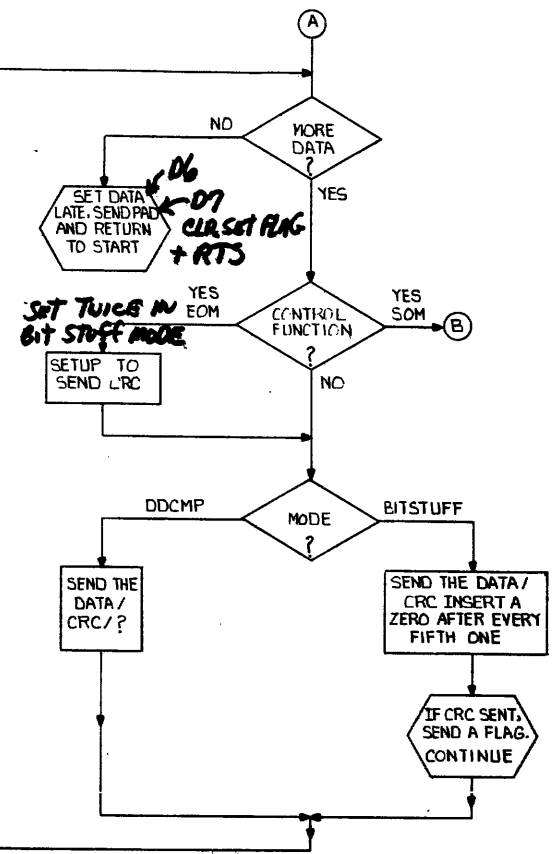 A
MORE
DATA
?
NO
YES
D6
D7
CLR SET FLAG
+ RTS
SET DATA
LATE, SEND PAD
AND RETURN
TO START
YES
EOM
CONTROL
FUNCTION
?
YES
SOM
B
NO
SET TWICE IN
Bit STUFF MODE
SETUP TO
SEND CRC
DDCMP
MODE
?
BITSTUFF
SEND THE
DATA/
CRC/?
SEND THE DATA/
CRC INSERT A
ZERO AFTER EVERY
FIFTH ONE
IF CRC SENT,
SEND A FLAG.
CONTINUE